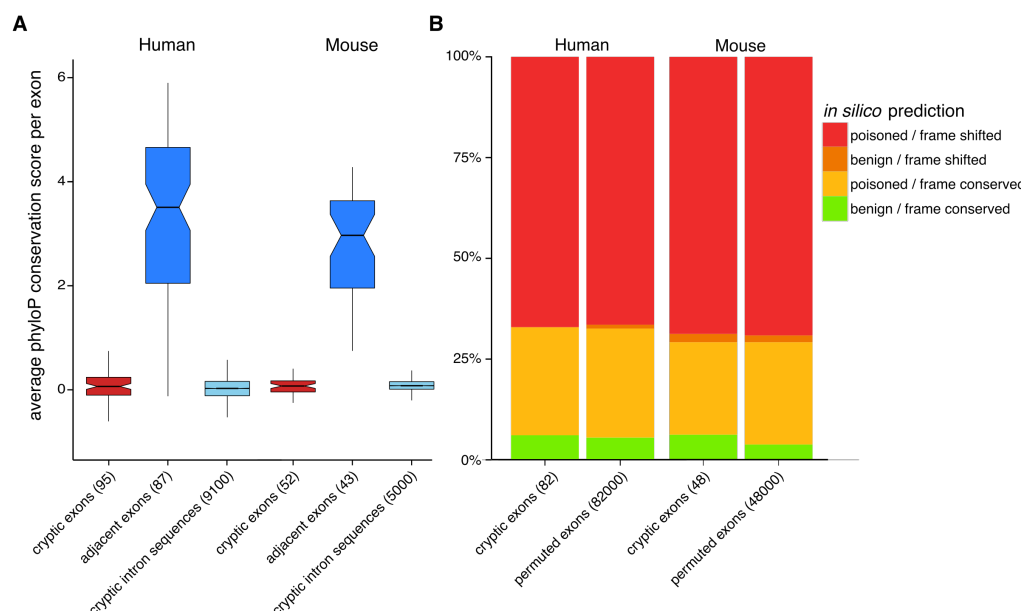 A
Human
Mouse
average phyloP conservation score per exon
6
4
2
0
cryptic exons (95)
adjacent exons (87)
cryptic intron sequences (9100)
cryptic exons (52)
adjacent exons (43)
cryptic intron sequences (5000)
B
Human
Mouse
100%
75%
50%
25%
0%
cryptic exons (82)
permuted exons (82000)
cryptic exons (48)
permuted exons (48000)
in silico prediction
poisoned / frame shifted
benign / frame shifted
poisoned / frame conserved
benign / frame conserved